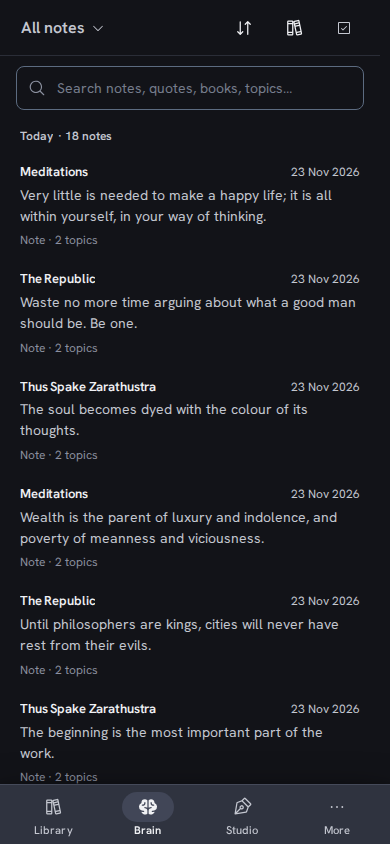 All notes
Search notes, quotes, books, topics...
Today · 18 notes
Meditations 23 Nov 2026
Very little is needed to make a happy life; it is all
within yourself, in your way of thinking.
Note · 2 topics
The Republic 23 Nov 2026
Waste no more time arguing about what a good man
should be. Be one.
Note · 2 topics
Thus Spake Zarathustra 23 Nov 2026
The soul becomes dyed with the colour of its
thoughts.
Note · 2 topics
Meditations 23 Nov 2026
Wealth is the parent of luxury and indolence, and
poverty of meanness and viciousness.
Note · 2 topics
The Republic 23 Nov 2026
Until philosophers are kings, cities will never have
rest from their evils.
Note · 2 topics
Thus Spake Zarathustra 23 Nov 2026
The beginning is the most important part of the
work.
Note · 2 topics
Library Brain Studio More